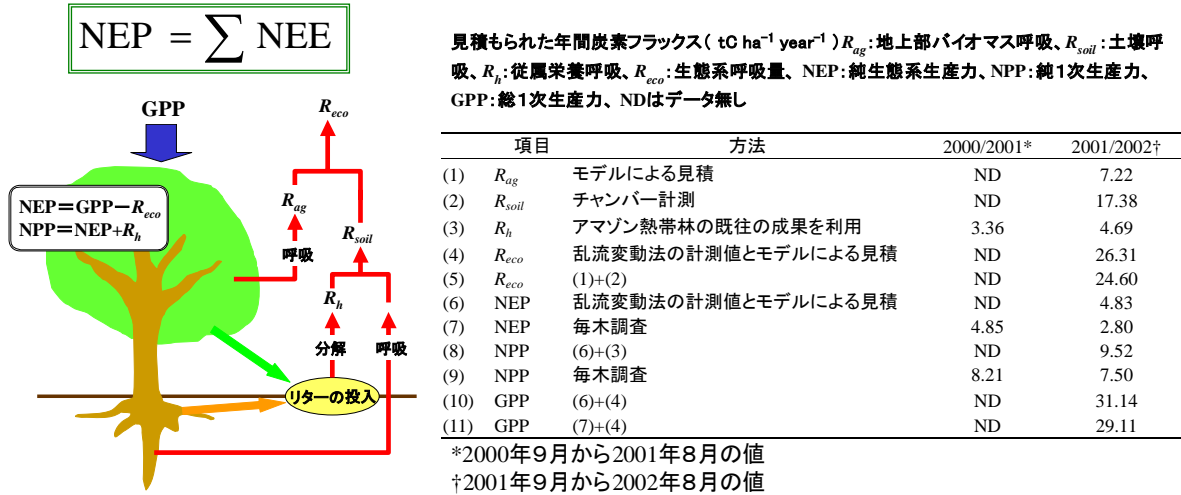 NEP = ∑ NEE
GPP
R_eco
NEP=GPP−R_eco
NPP=NEP+R_h
R_ag
呼吸
R_soil
R_h
分解
呼吸
リターの投入
見積もられた年間炭素フラックス( tC ha⁻¹ year⁻¹ )R_ag:地上部バイオマス呼吸、R_soil:土壌呼
吸、R_h:従属栄養呼吸、R_eco:生態系呼吸量、NEP:純生態系生産力、NPP:純1次生産力、
GPP:総1次生産力、NDはデータ無し
項目 方法 2000/2001* 2001/2002†
(1) R_ag モデルによる見積 ND 7.22
(2) R_soil チャンバー計測 ND 17.38
(3) R_h アマゾン熱帯林の既往の成果を利用 3.36 4.69
(4) R_eco 乱流変動法の計測値とモデルによる見積 ND 26.31
(5) R_eco (1)+(2) ND 24.60
(6) NEP 乱流変動法の計測値とモデルによる見積 ND 4.83
(7) NEP 毎木調査 4.85 2.80
(8) NPP (6)+(3) ND 9.52
(9) NPP 毎木調査 8.21 7.50
(10) GPP (6)+(4) ND 31.14
(11) GPP (7)+(4) ND 29.11
*2000年9月から2001年8月の値
†2001年9月から2002年8月の値